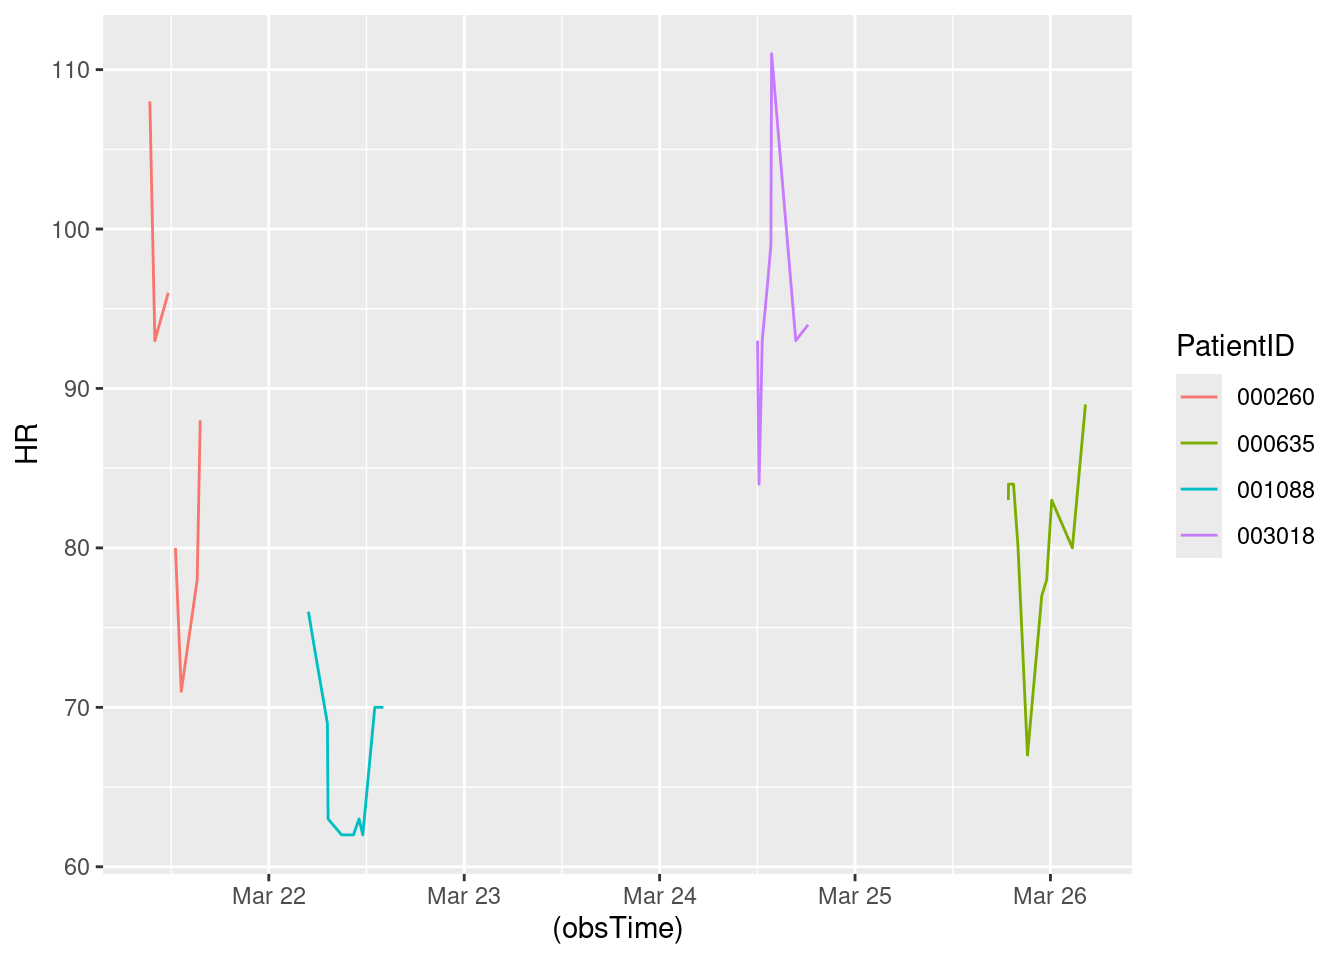 110
100
90
80
70
60
HR
Mar 22
Mar 23
Mar 24
Mar 25
Mar 26
(obsTime)
PatientID
000260
000635
001088
003018